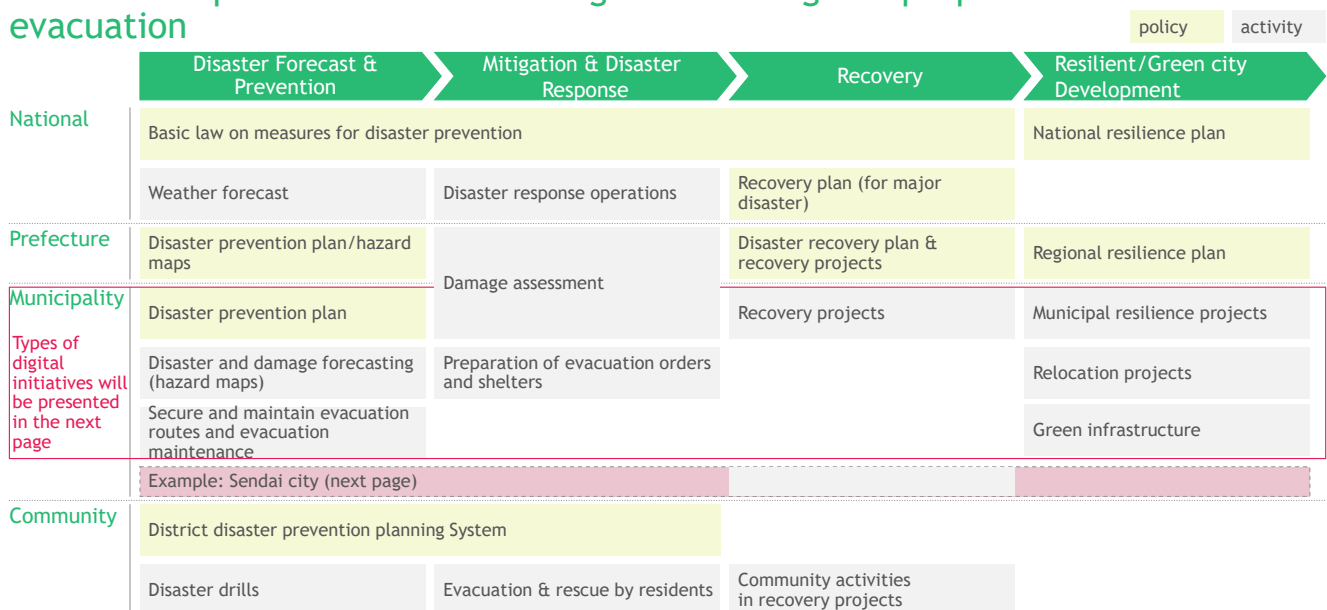 evacuation
policy
activity
Disaster Forecast &
Prevention
Mitigation & Disaster
Response
Recovery
Resilient/Green city
Development
National
Basic law on measures for disaster prevention
National resilience plan
Weather forecast
Disaster response operations
Recovery plan (for major
disaster)
Prefecture
Disaster prevention plan/hazard
maps
Damage assessment
Disaster recovery plan &
recovery projects
Regional resilience plan
Municipality
Types of
digital
initiatives will
be presented
in the next
page
Disaster prevention plan
Recovery projects
Municipal resilience projects
Disaster and damage forecasting
(hazard maps)
Preparation of evacuation orders
and shelters
Relocation projects
Secure and maintain evacuation
routes and evacuation
maintenance
Green infrastructure
Example: Sendai city (next page)
Community
District disaster prevention planning System
Disaster drills
Evacuation & rescue by residents
Community activities
in recovery projects